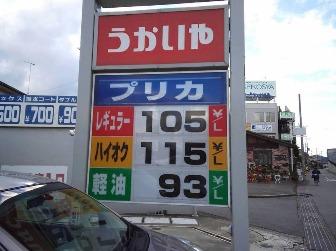 うかいや
プリカ
レギュラー 105 ¥/L
ハイオク 115 ¥/L
軽油 93 ¥/L